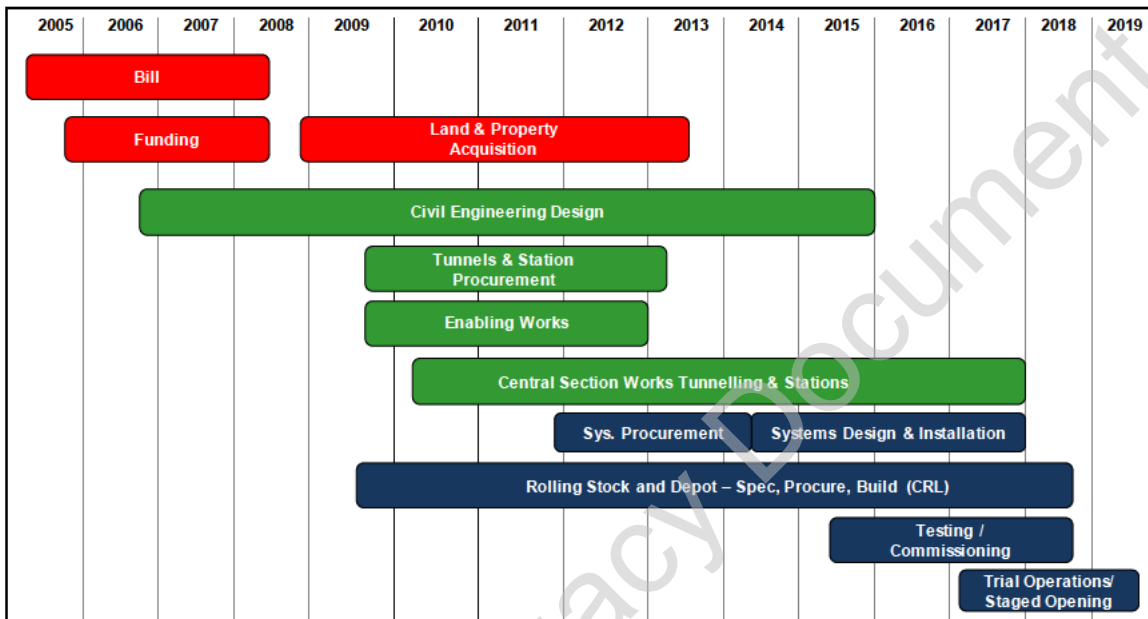 2005 2006 2007 2008 2009 2010 2011 2012 2013 2014 2015 2016 2017 2018 2019
Bill
Funding
Land & Property
Acquisition
Civil Engineering Design
Tunnels & Station
Procurement
Enabling Works
Central Section Works Tunnelling & Stations
Sys. Procurement
Systems Design & Installation
Rolling Stock and Depot – Spec, Procure, Build (CRL)
Testing /
Commissioning
Trial Operations/
Staged Opening
acy Document